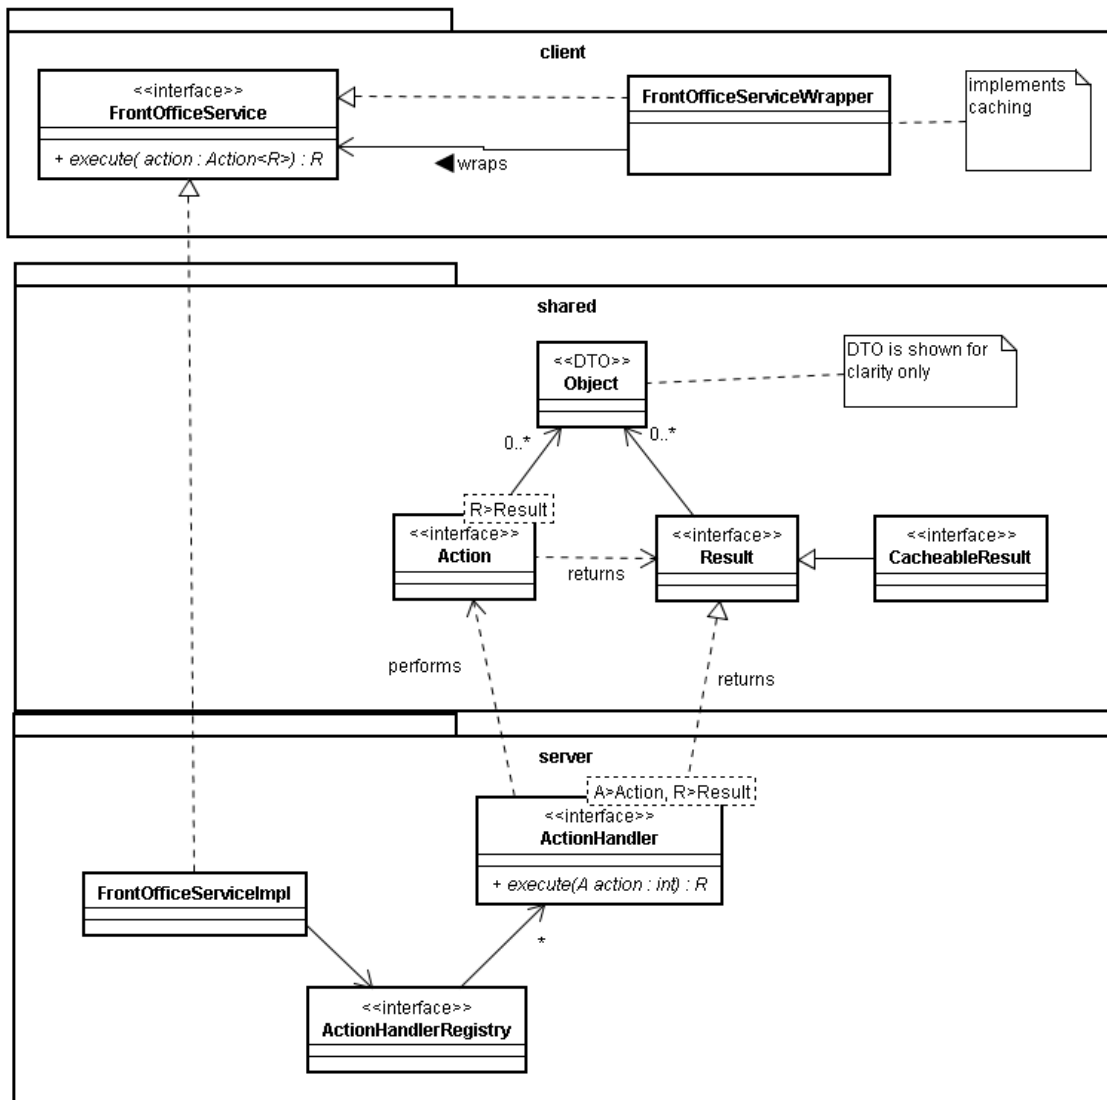 client
<<interface>>
FrontOfficeService
+ execute( action : Action<R>) : R
FrontOfficeServiceWrapper
implements
caching
wraps
shared
<<DTO>>
Object
DTO is shown for
clarity only
0..*
0..*
R>Result
<<interface>>
Action
returns
<<interface>>
Result
<<interface>>
CacheableResult
performs
returns
server
A>Action, R>Result
<<interface>>
ActionHandler
+ execute(A action : int) : R
FrontOfficeServiceImpl
*
<<interface>>
ActionHandlerRegistry